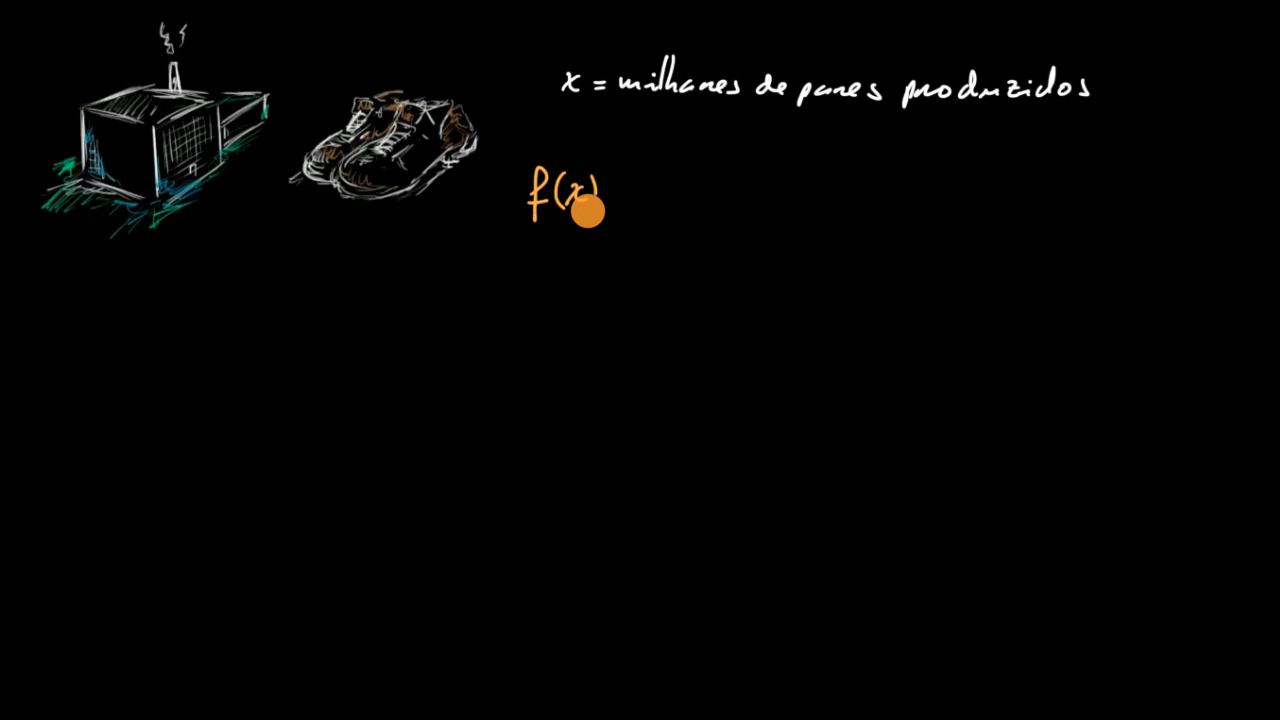 x = milhares de pares produzidos
f(x)